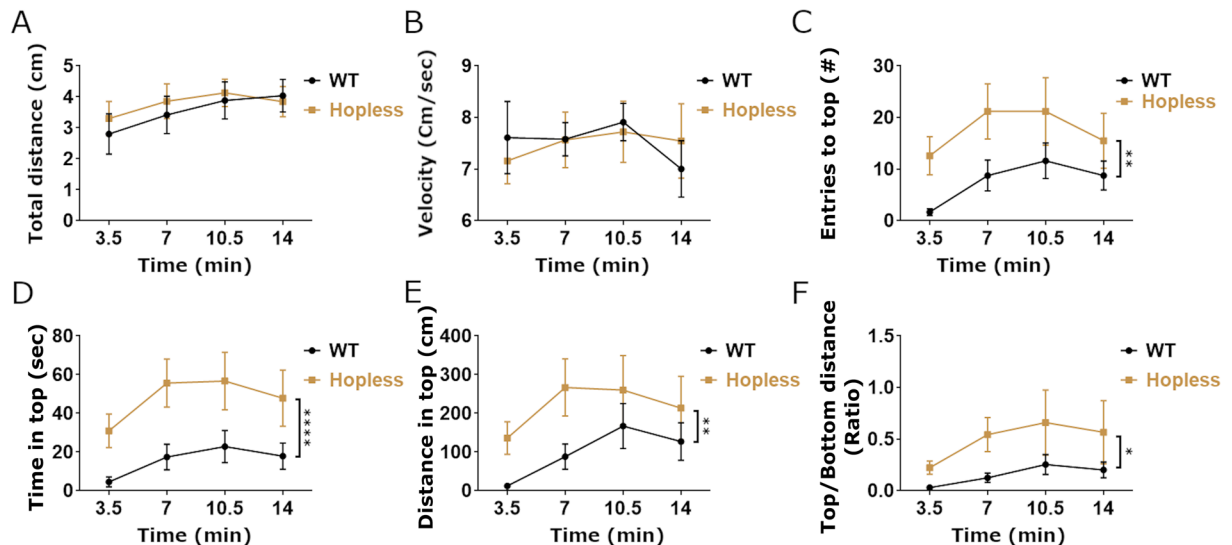 A
Total distance (cm)
5
4
3
2
1
0
3.5 7 10.5 14
Time (min)
WT
Hopless
B
Velocity (Cm/sec)
9
8
7
6
3.5 7 10.5 14
Time (min)
WT
Hopless
C
Entries to top (#)
30
20
10
0
3.5 7 10.5 14
Time (min)
WT
Hopless
**
D
Time in top (sec)
80
60
40
20
0
3.5 7 10.5 14
Time (min)
WT
Hopless
****
E
Distance in top (cm)
400
300
200
100
0
3.5 7 10.5 14
Time (min)
WT
Hopless
**
F
Top/Bottom distance
(Ratio)
1.5
1.0
0.5
0.0
3.5 7 10.5 14
Time (min)
WT
Hopless
*